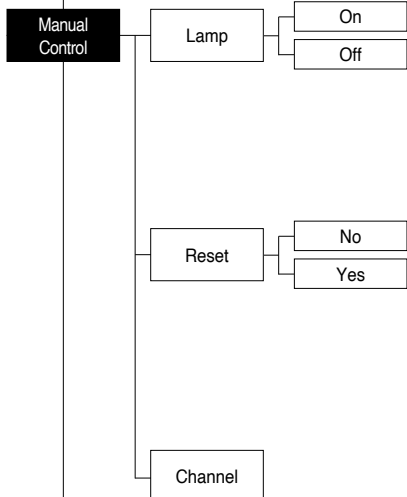 Manual
Control
Lamp
On
Off
Reset
No
Yes
Channel